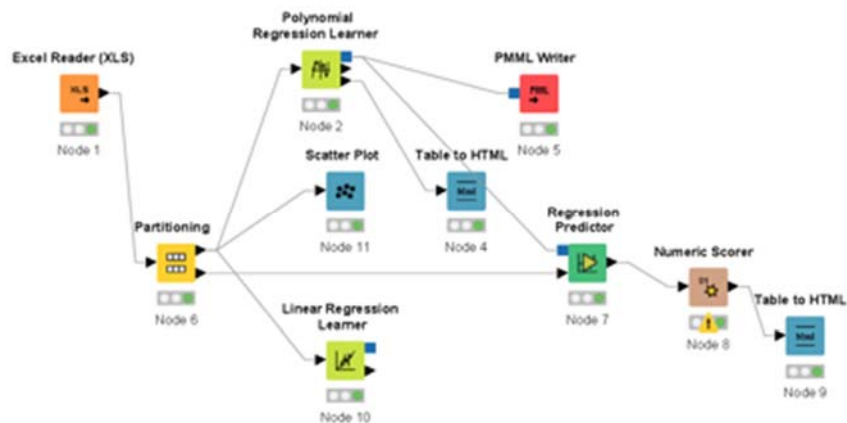 Polynomial
Regression Learner
Excel Reader (XLS)
PMML Writer
XLS
PML
Node 1
Node 2
Node 5
Scatter Plot
Table to HTML
html
Partitioning
Node 11
Node 4
Regression
Predictor
Numeric Scorer
Node 6
Linear Regression
Learner
Node 7
Table to HTML
Node 8
html
Node 10
Node 9